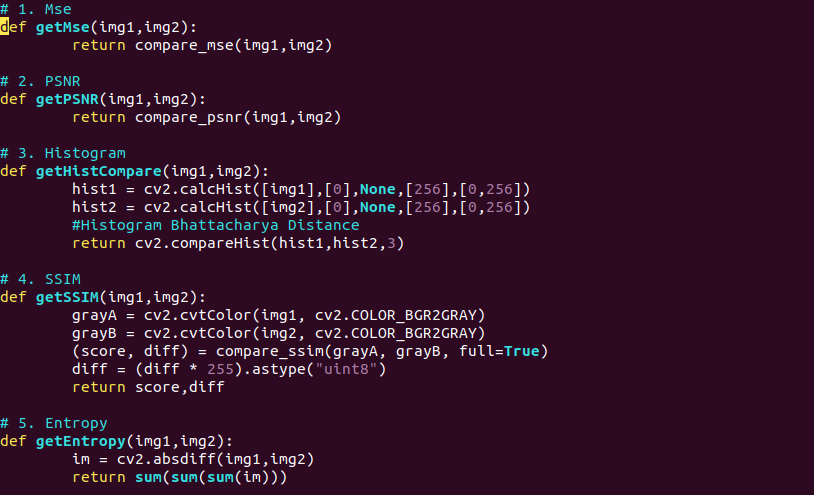 # 1. Mse
def getMse(img1,img2):
        return compare_mse(img1,img2)

# 2. PSNR
def getPSNR(img1,img2):
        return compare_psnr(img1,img2)

# 3. Histogram
def getHistCompare(img1,img2):
        hist1 = cv2.calcHist([img1],[0],None,[256],[0,256])
        hist2 = cv2.calcHist([img2],[0],None,[256],[0,256])
        #Histogram Bhattacharya Distance
        return cv2.compareHist(hist1,hist2,3)

# 4. SSIM
def getSSIM(img1,img2):
        grayA = cv2.cvtColor(img1, cv2.COLOR_BGR2GRAY)
        grayB = cv2.cvtColor(img2, cv2.COLOR_BGR2GRAY)
        (score, diff) = compare_ssim(grayA, grayB, full=True)
        diff = (diff * 255).astype("uint8")
        return score,diff

# 5. Entropy
def getEntropy(img1,img2):
        im = cv2.absdiff(img1,img2)
        return sum(sum(sum(im)))